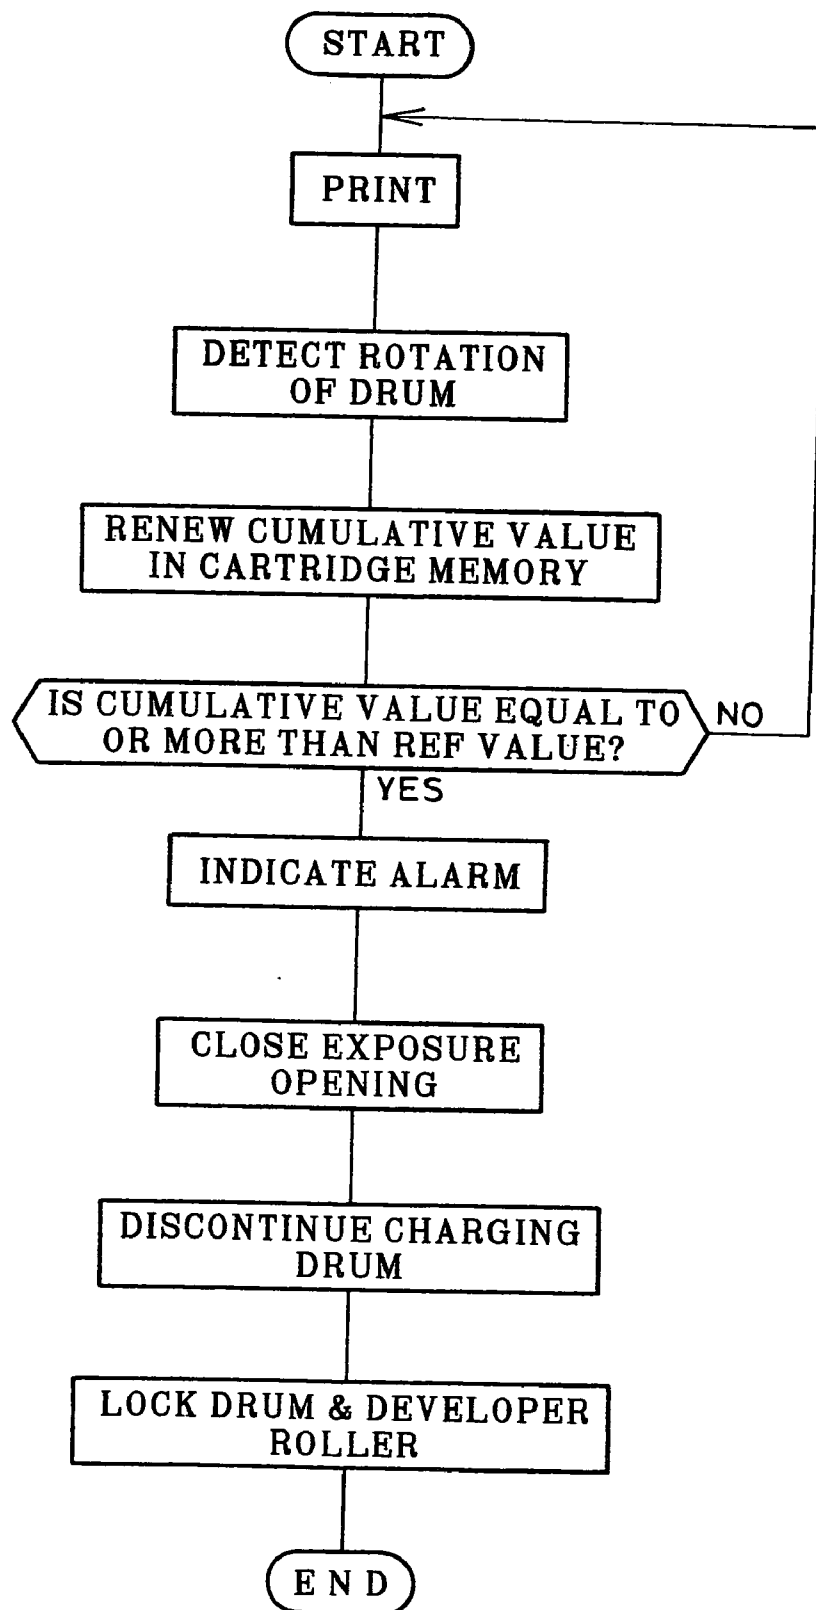 START
PRINT
DETECT ROTATION
OF DRUM
RENEW CUMULATIVE VALUE
IN CARTRIDGE MEMORY
IS CUMULATIVE VALUE EQUAL TO
OR MORE THAN REF VALUE?
NO
YES
INDICATE ALARM
CLOSE EXPOSURE
OPENING
DISCONTINUE CHARGING
DRUM
LOCK DRUM & DEVELOPER
ROLLER
END